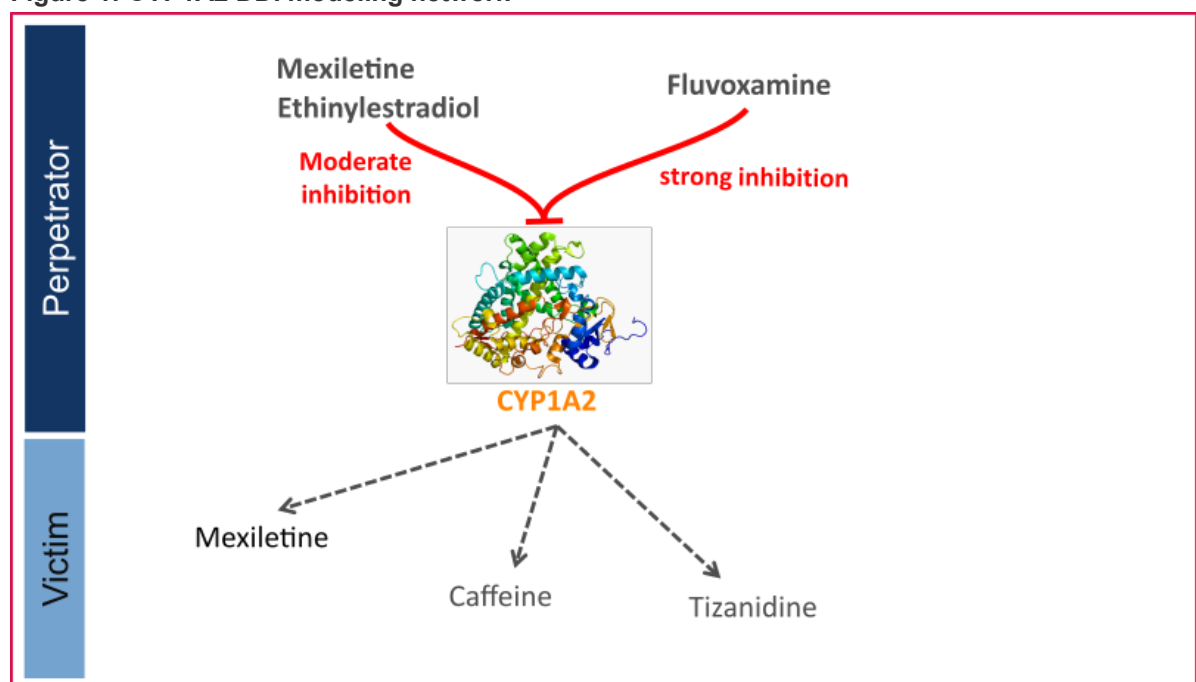 Perpetrator
Mexiletine
Ethinylestradiol
Fluvoxamine
Moderate
inhibition
strong inhibition
CYP1A2
Victim
Mexiletine
Caffeine
Tizanidine